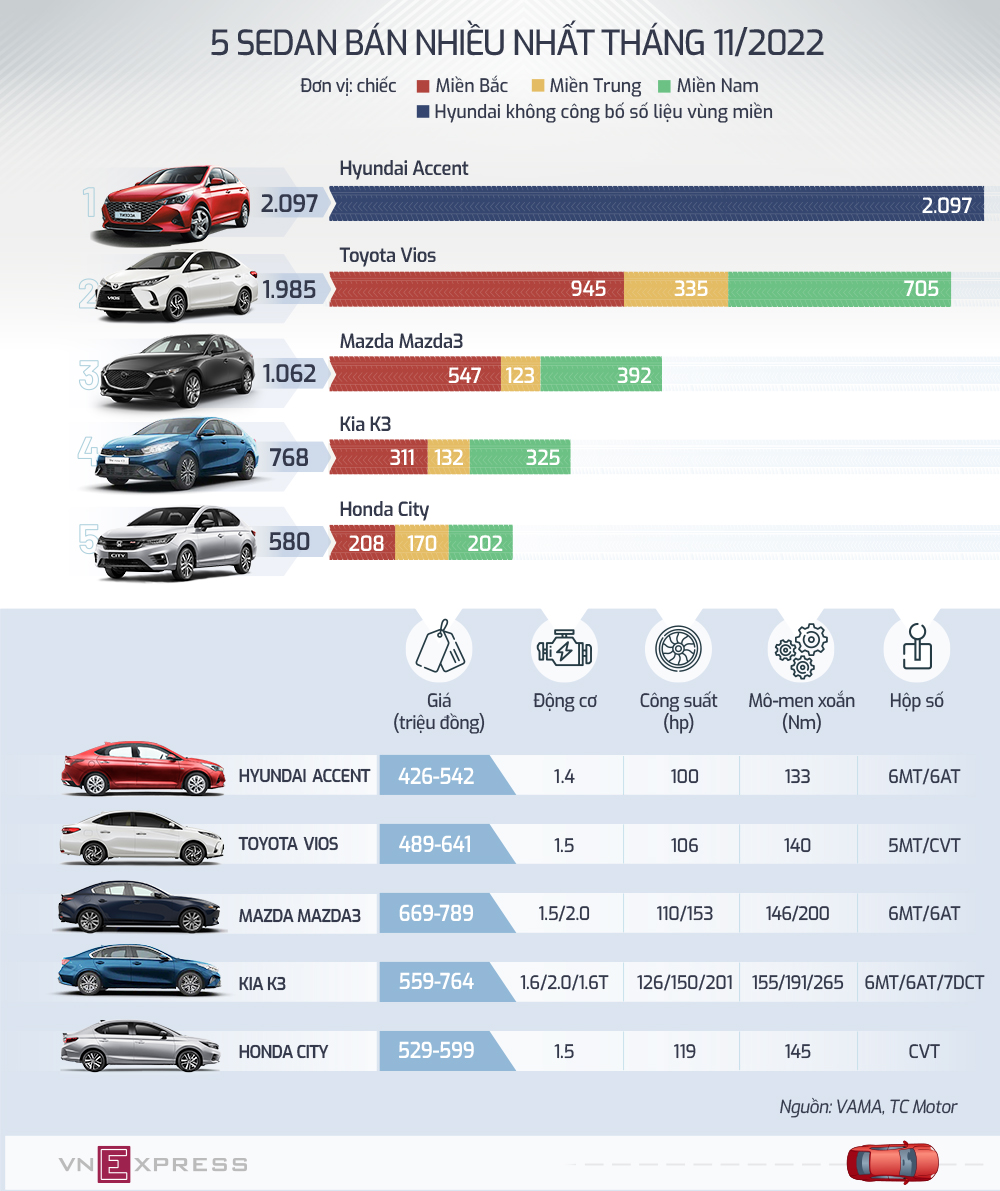 5 SEDAN BÁN NHIỀU NHẤT THÁNG 11/2022
Đơn vị: chiếc Miền Bắc Miền Trung Miền Nam
Hyundai không công bố số liệu vùng miền
Hyundai Accent
1 2.097 2.097
Toyota Vios
2 VIOS 1.985 945 335 705
Mazda Mazda3
3 1.062 547 123 392
Kia K3
4 768 311 132 325
Honda City
5 CITY 580 208 170 202
Giá Động cơ Công suất Mô-men xoắn Hộp số
(triệu đồng) (hp) (Nm)
HYUNDAI ACCENT 426-542 1.4 100 133 6MT/6AT
TOYOTA VIOS 489-641 1.5 106 140 5MT/CVT
MAZDA MAZDA3 669-789 1.5/2.0 110/153 146/200 6MT/6AT
KIA K3 559-764 1.6/2.0/1.6T 126/150/201 155/191/265 6MT/6AT/7DCT
HONDA CITY 529-599 1.5 119 145 CVT
Nguồn: VAMA, TC Motor
VNEXPRESS